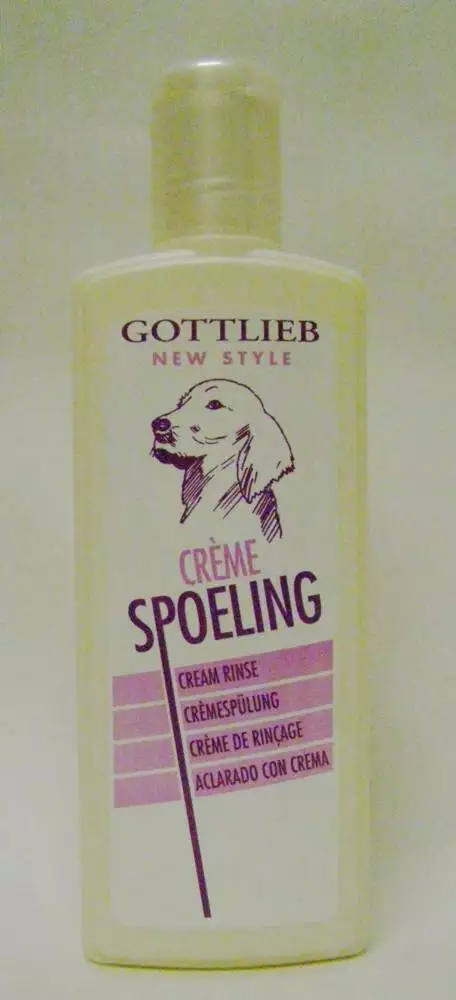 GOTTLIEB
NEW STYLE
CRÈME
SPOELING
CREAM RINSE
CRÈMESPÜLUNG
CRÈME DE RINÇAGE
ACLARADO CON CREMA